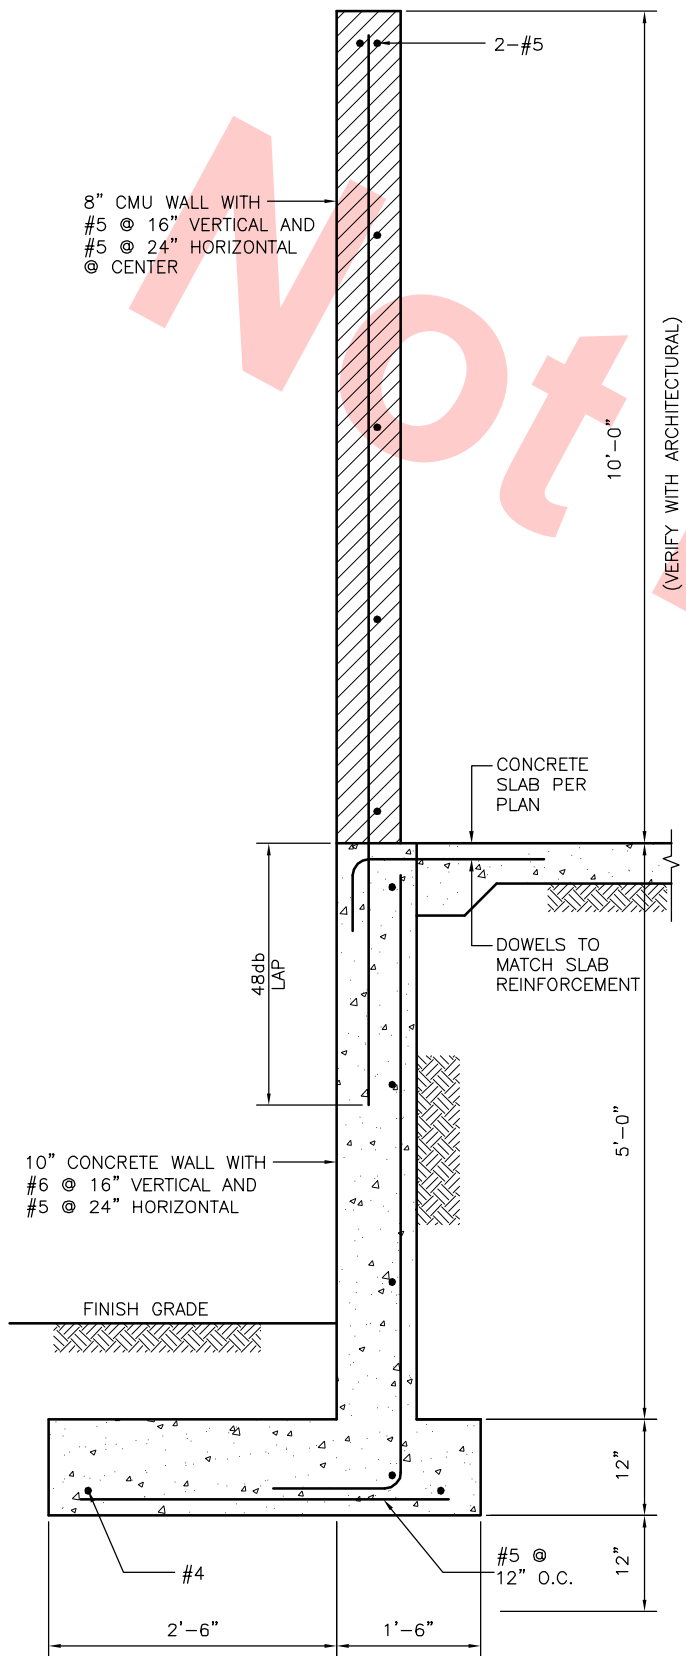 2-#5
8" CMU WALL WITH
#5 @ 16" VERTICAL AND
#5 @ 24" HORIZONTAL
@ CENTER
Not
10'-0"
(VERIFY WITH ARCHITECTURAL)
CONCRETE
SLAB PER
PLAN
48db
LAP
DOWELS TO
MATCH SLAB
REINFORCEMENT
5'-0"
10" CONCRETE WALL WITH
#6 @ 16" VERTICAL AND
#5 @ 24" HORIZONTAL
FINISH GRADE
12"
#4
#5 @
12" O.C.
12"
2'-6"
1'-6"